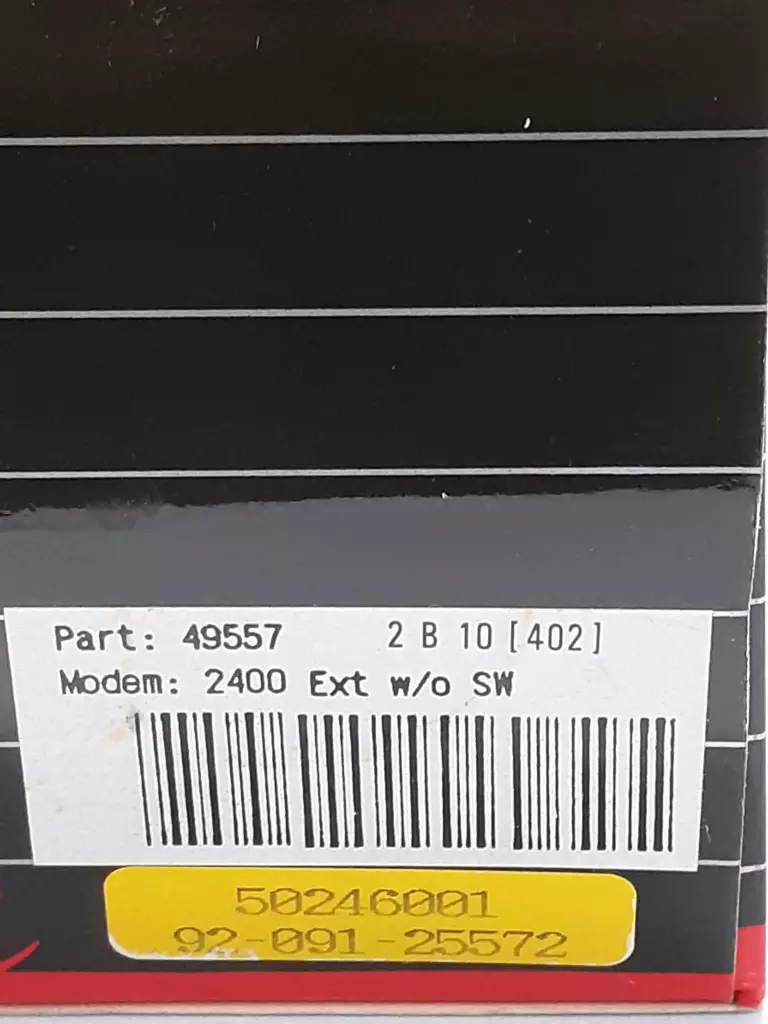 Part: 49557 2 B 10 [402]
Modem: 2400 Ext w/o SW
50246001
92-091-25572